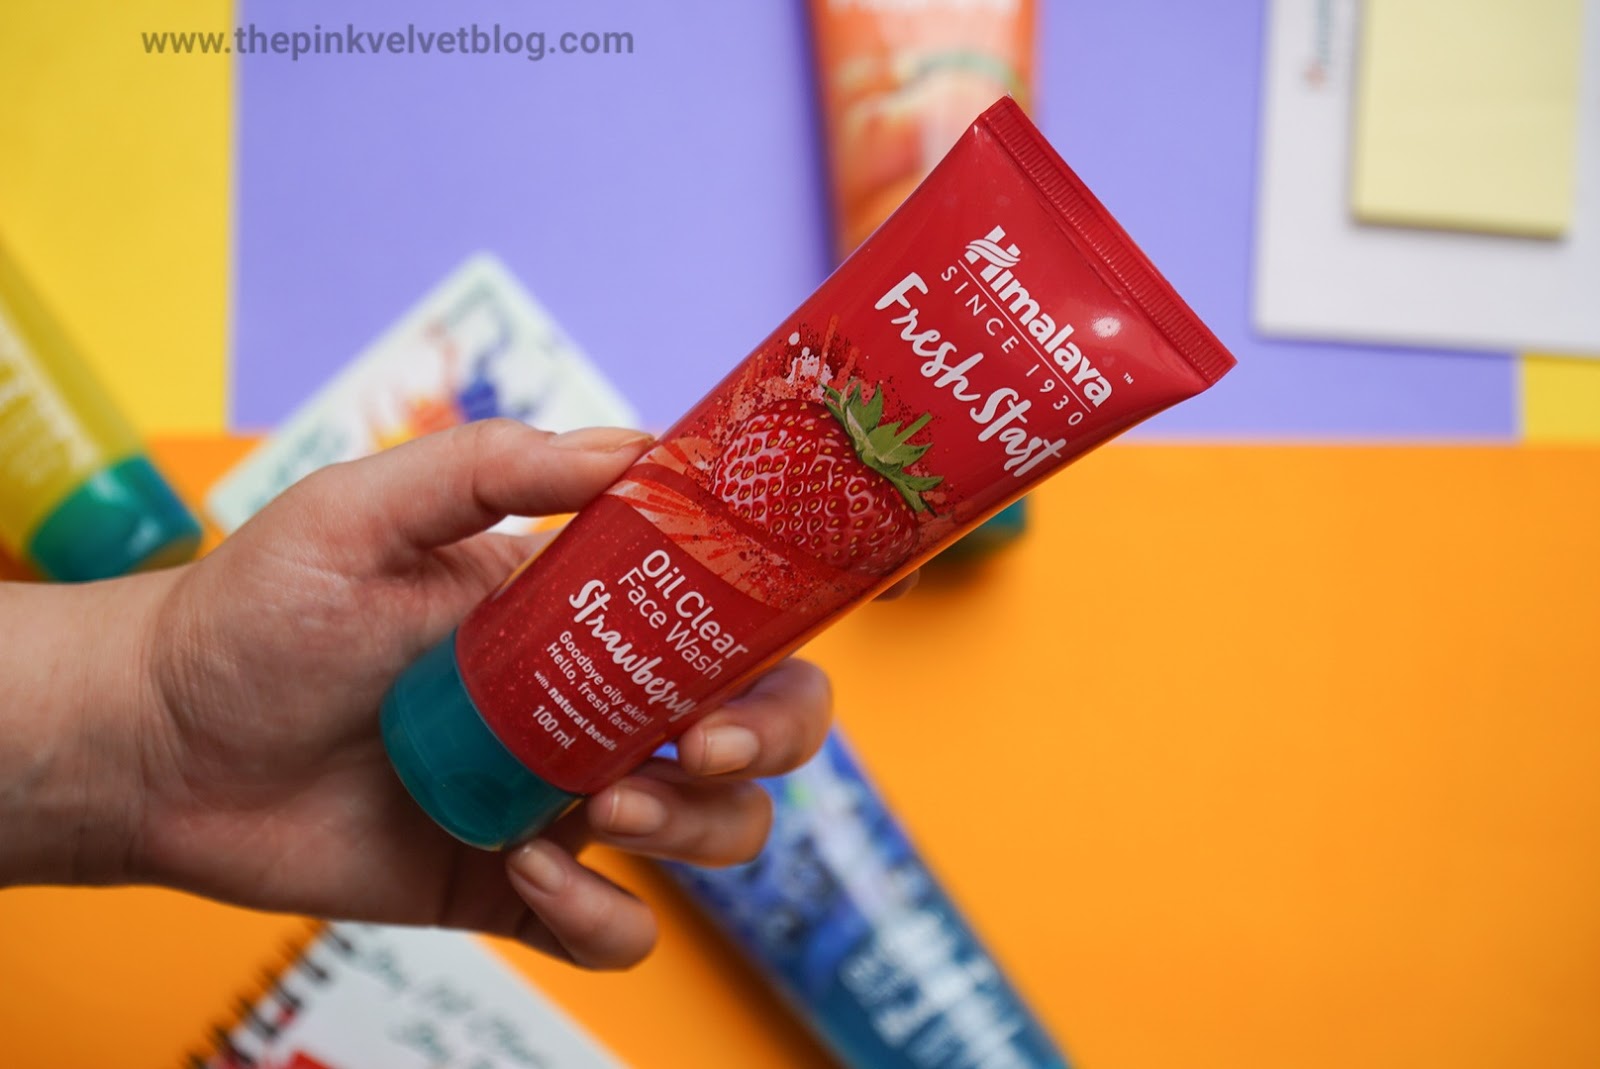 www.thepinkvelvetblog.com
Himalaya™
SINCE 1930
Fresh Start
Oil Clear
Face Wash
Strawberry
Goodbye oily skin!
Hello, fresh face!
with natural beads
100 ml